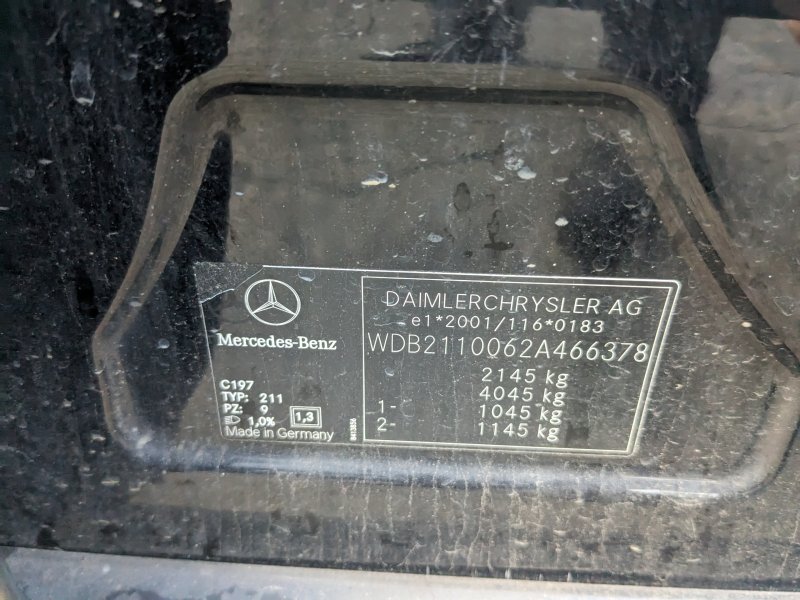 Mercedes-Benz
C197
TYP: 211
PZ: 9
1,0% 1,3
Made in Germany
DAIMLERCHRYSLER AG
e1*2001/116*0183
WDB2110062A466378
2145 kg
4045 kg
1- 1045 kg
2- 1145 kg